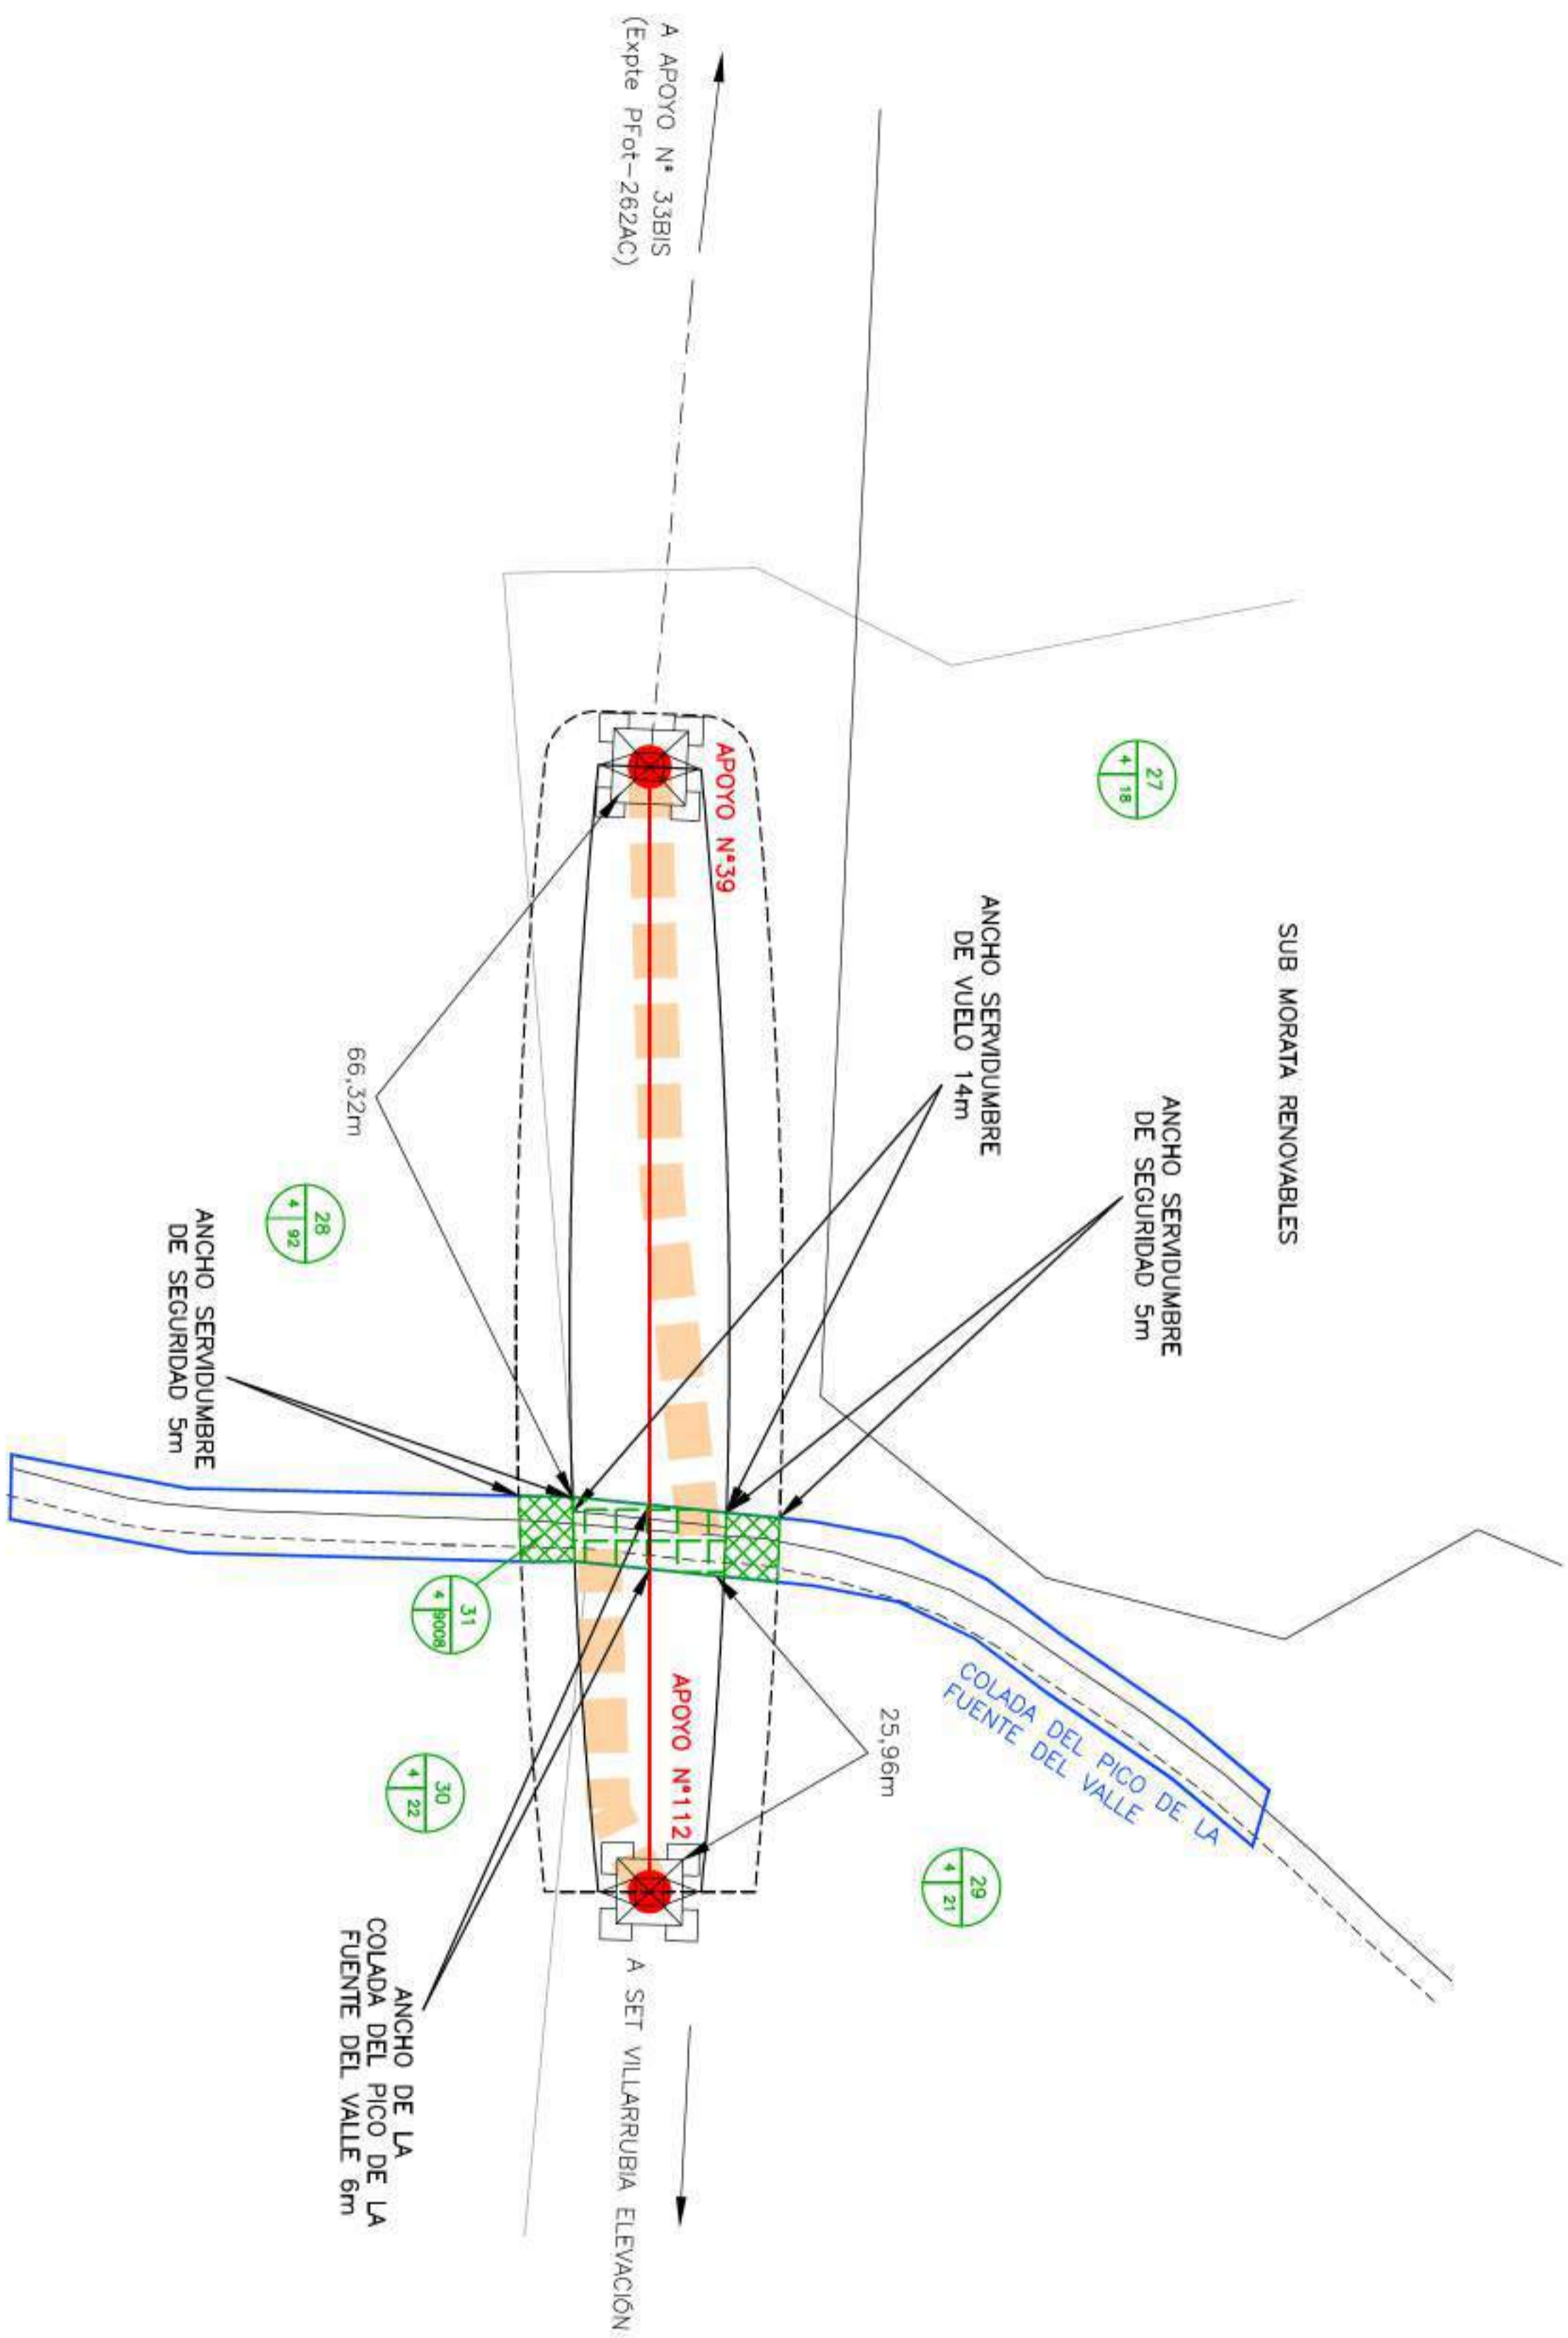 A APOYO Nº 33BIS
(Expte PFot-262AC)
SUB MORATA RENOVABLES
27
4 18
APOYO Nº39
ANCHO SERVIDUMBRE
DE VUELO 14m
ANCHO SERVIDUMBRE
DE SEGURIDAD 5m
66,32m
28
4 92
ANCHO SERVIDUMBRE
DE SEGURIDAD 5m
31
4 9008
COLADA DEL PICO DE LA
FUENTE DEL VALLE
25,96m
APOYO Nº112
30
4 22
29
4 21
A SET VILLARRUBIA ELEVACIÓN
ANCHO DE LA
COLADA DEL PICO DE LA
FUENTE DEL VALLE 6m